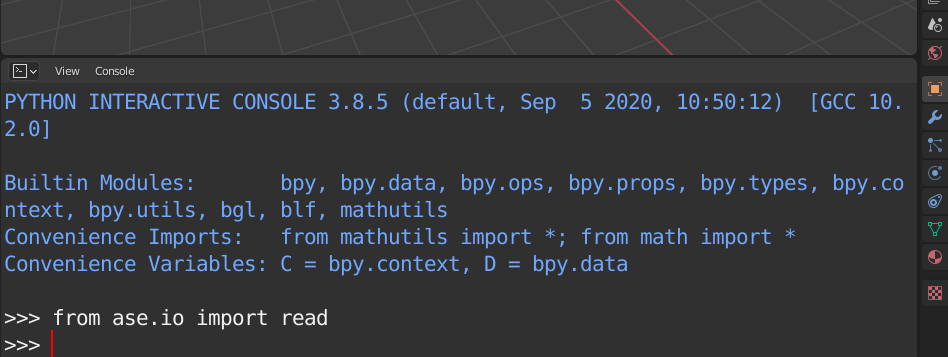 View Console
PYTHON INTERACTIVE CONSOLE 3.8.5 (default, Sep  5 2020, 10:50:12)  [GCC 10.
2.0]
Builtin Modules:       bpy, bpy.data, bpy.ops, bpy.props, bpy.types, bpy.co
ntext, bpy.utils, bgl, blf, mathutils
Convenience Imports:   from mathutils import *; from math import *
Convenience Variables: C = bpy.context, D = bpy.data
>>> from ase.io import read
>>>